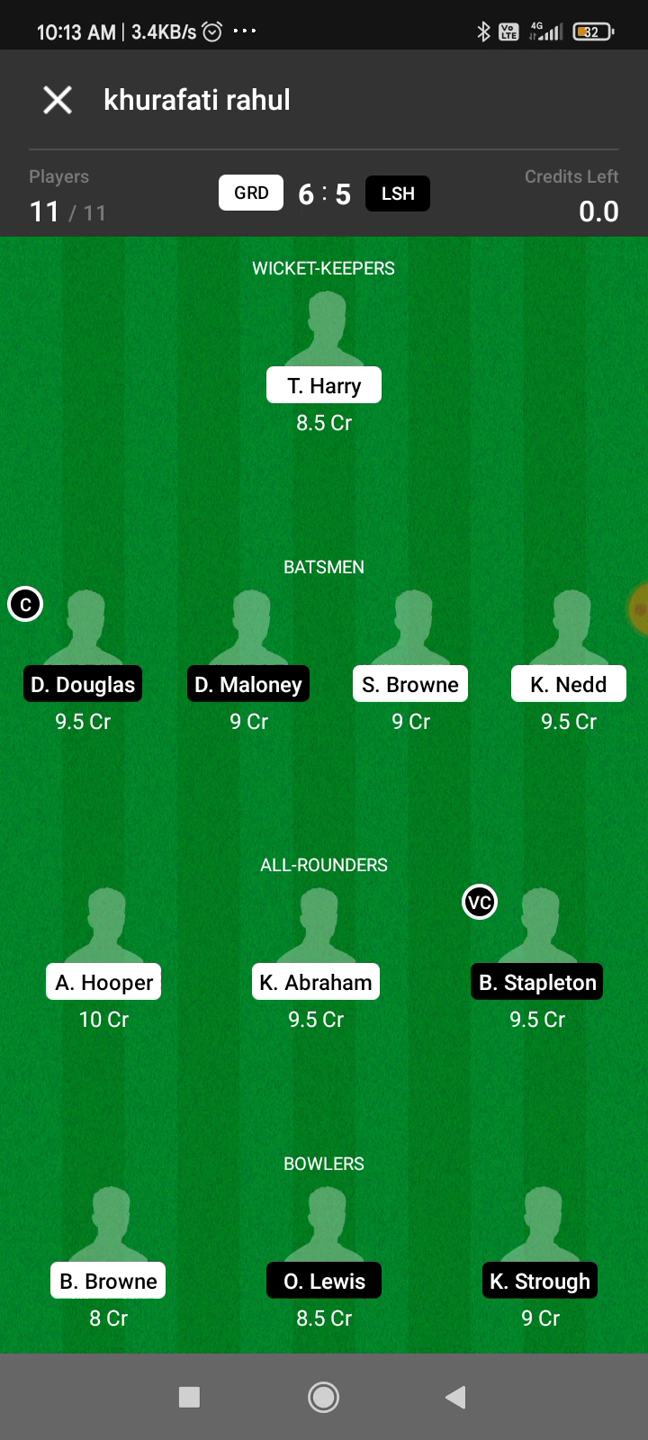 10:13 AM | 3.4KB/s ...
Vo LTE 4G 32
khurafati rahul
Players
11 / 11
GRD 6 : 5 LSH
Credits Left
0.0
WICKET-KEEPERS
T. Harry
8.5 Cr
BATSMEN
C
D. Douglas D. Maloney S. Browne K. Nedd
9.5 Cr 9 Cr 9 Cr 9.5 Cr
ALL-ROUNDERS
VC
A. Hooper K. Abraham B. Stapleton
10 Cr 9.5 Cr 9.5 Cr
BOWLERS
B. Browne O. Lewis K. Strough
8 Cr 8.5 Cr 9 Cr